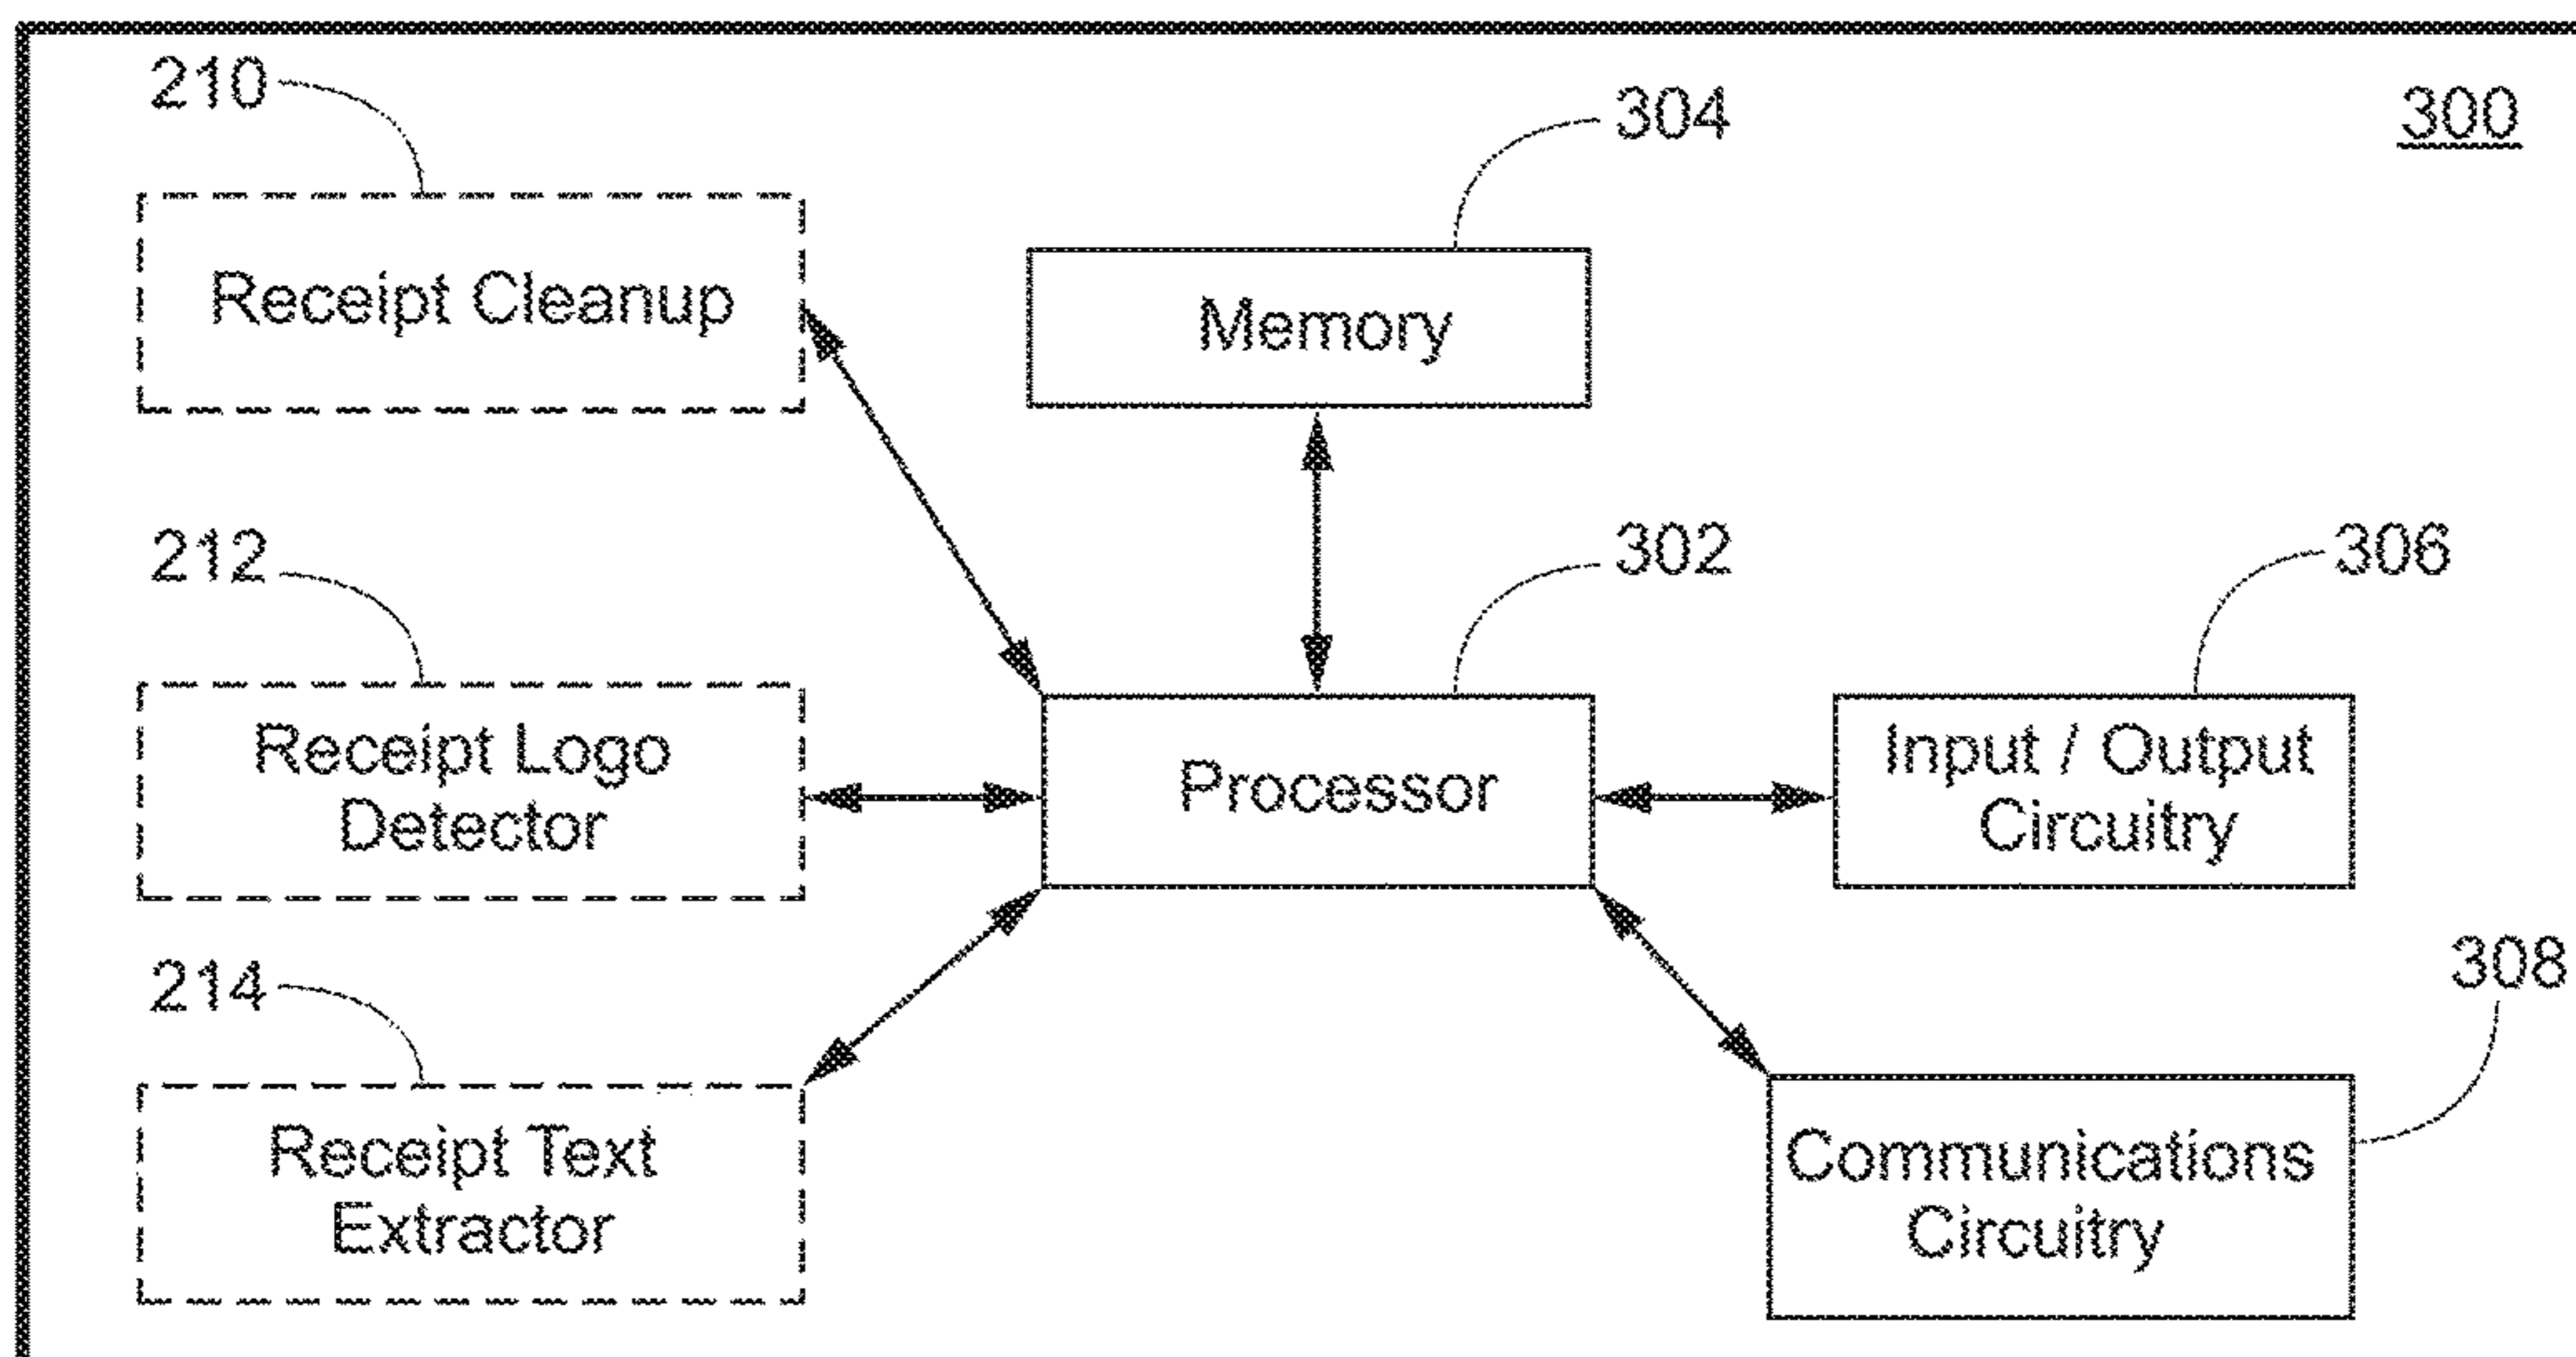 210
304
300
Receipt Cleanup
Memory
212
302
306
Receipt Logo
Detector
Processor
Input / Output
Circuitry
214
308
Receipt Text
Extractor
Communications
Circuitry